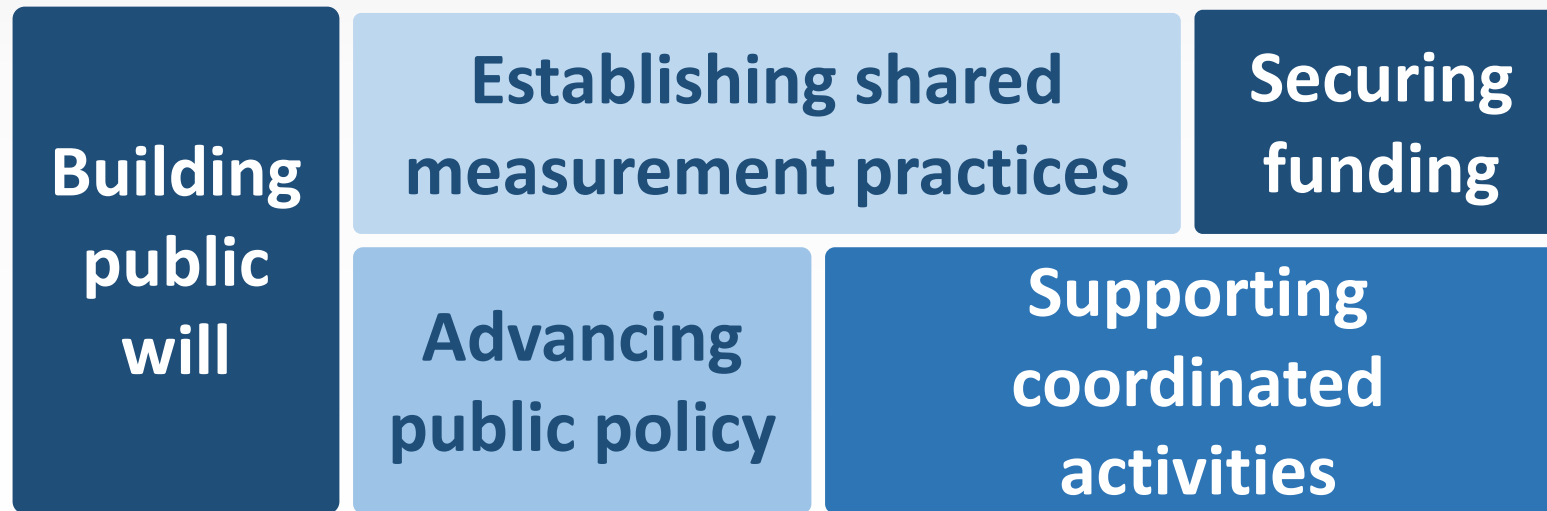 Building
public
will
Establishing shared
measurement practices
Securing
funding
Advancing
public policy
Supporting
coordinated
activities